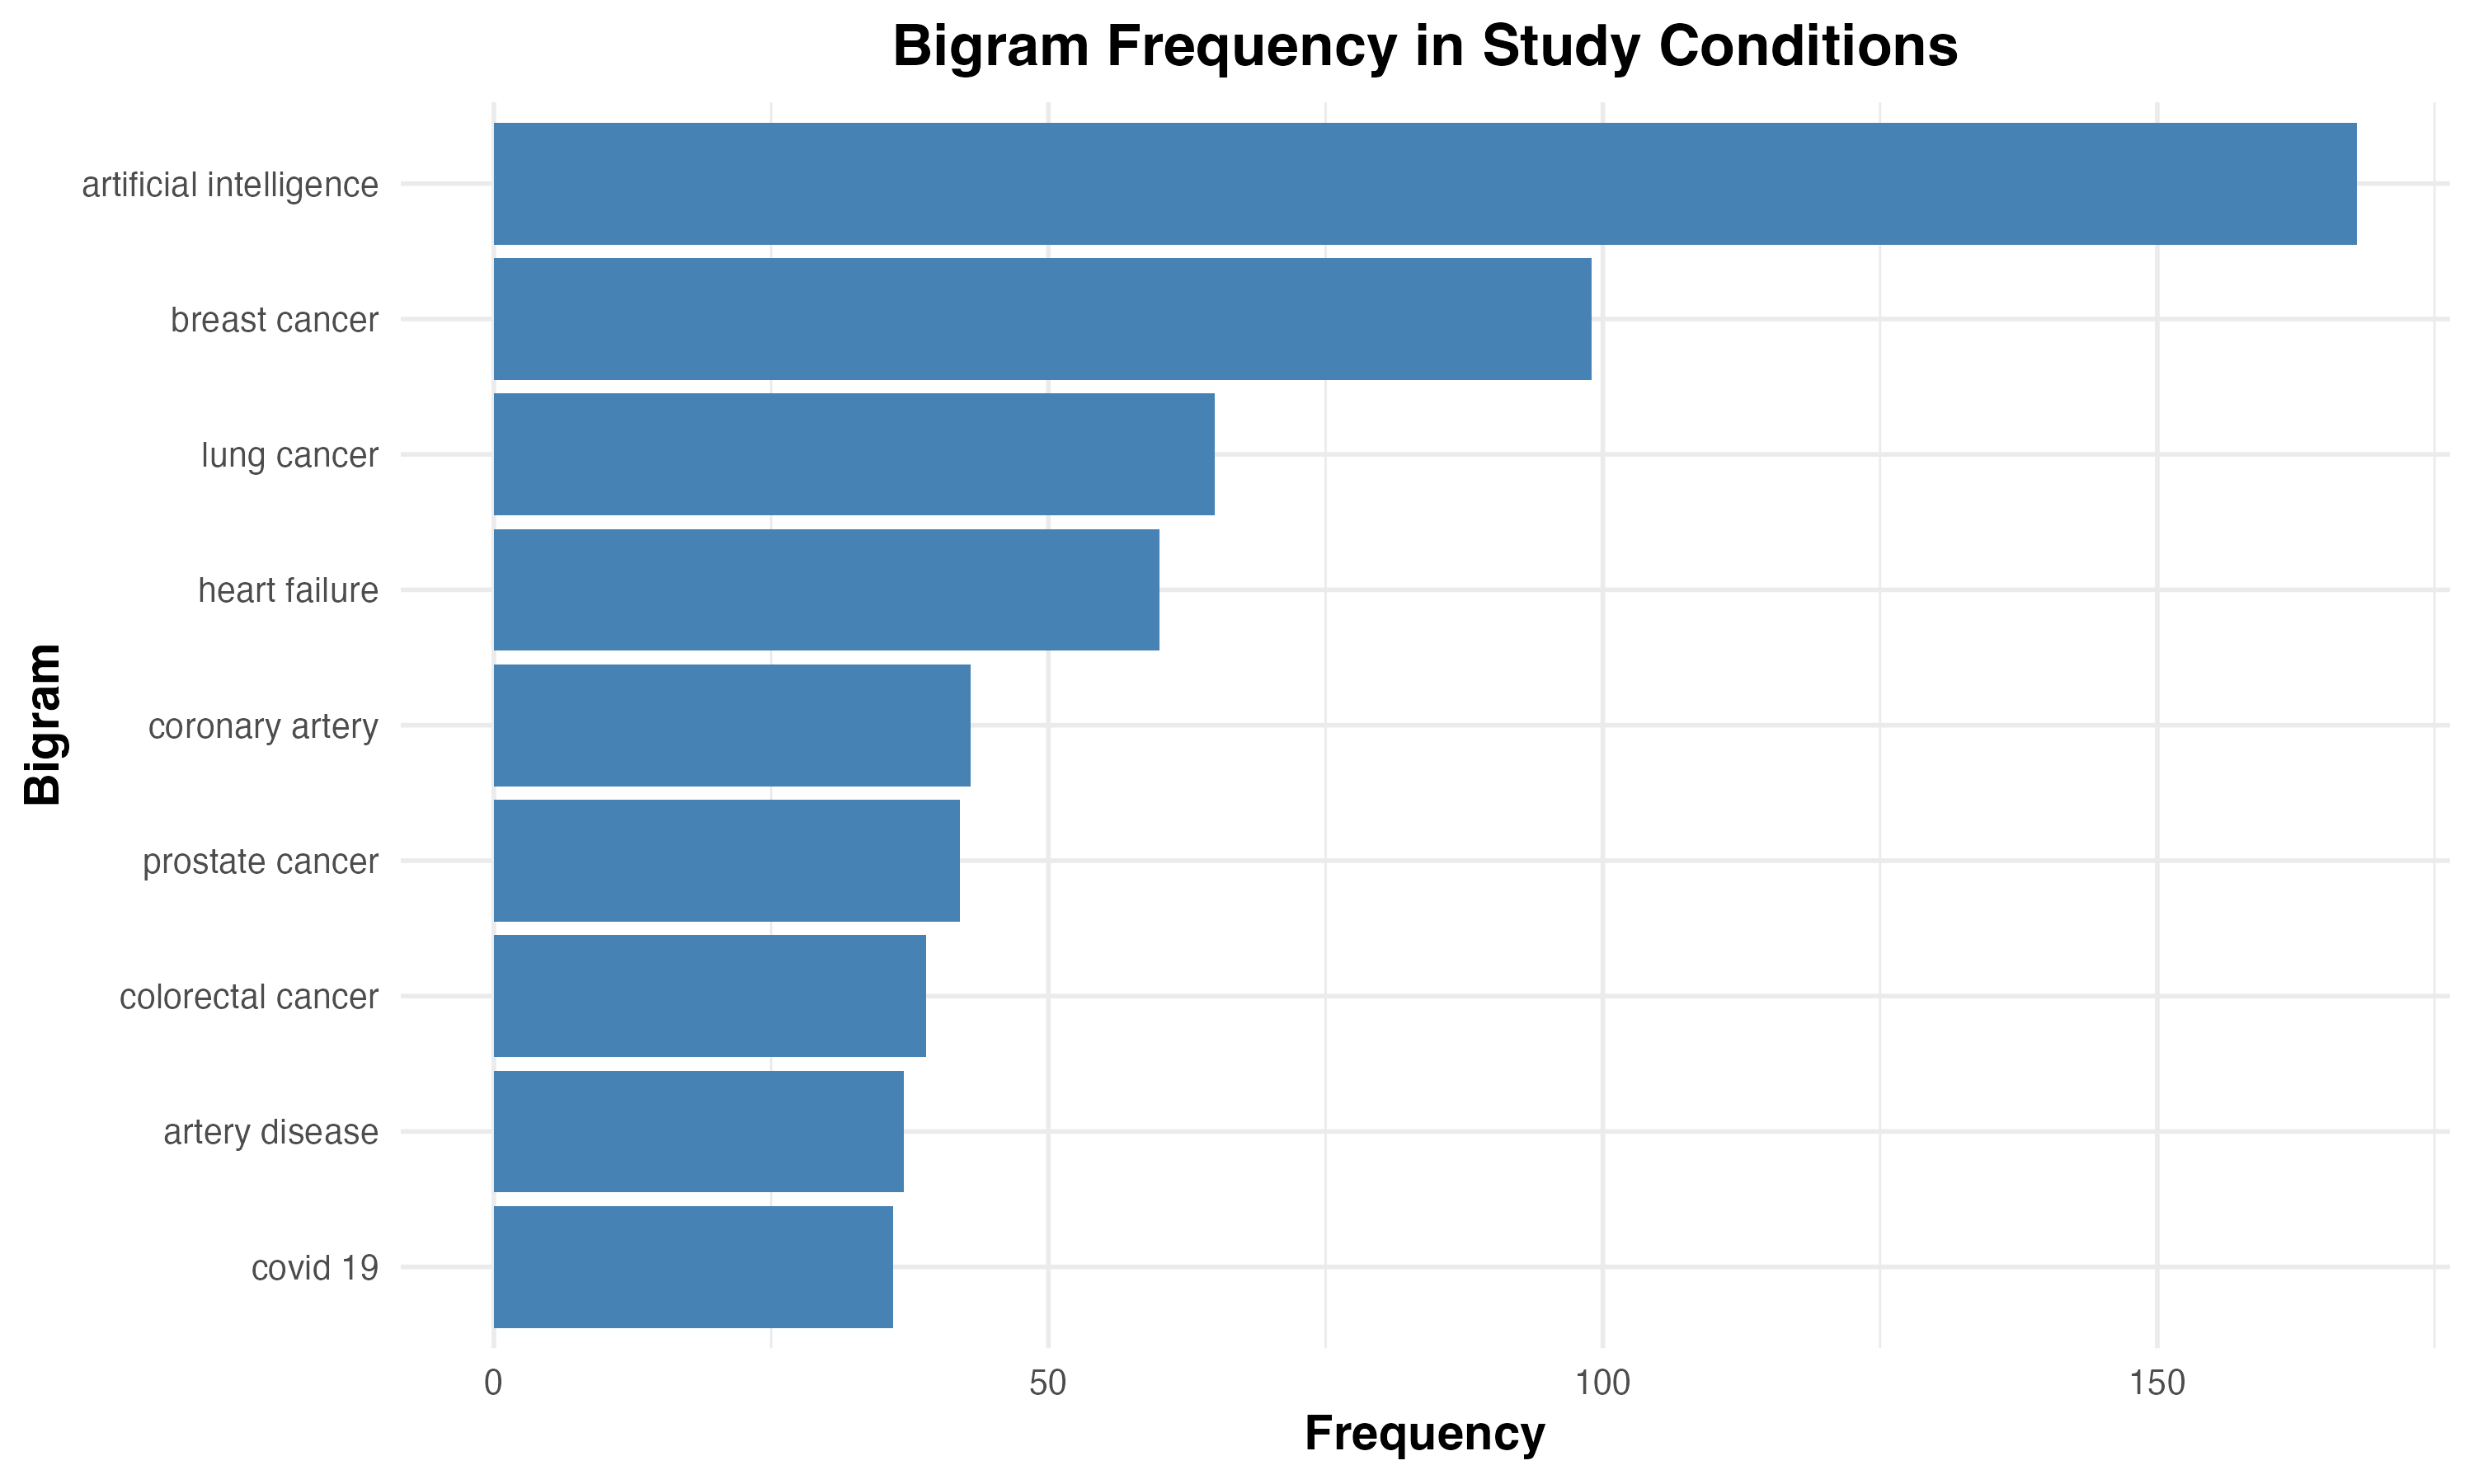 Bigram Frequency in Study Conditions
artificial intelligence
breast cancer
lung cancer
heart failure
coronary artery
prostate cancer
colorectal cancer
artery disease
covid 19
Bigram
0 50 100 150
Frequency